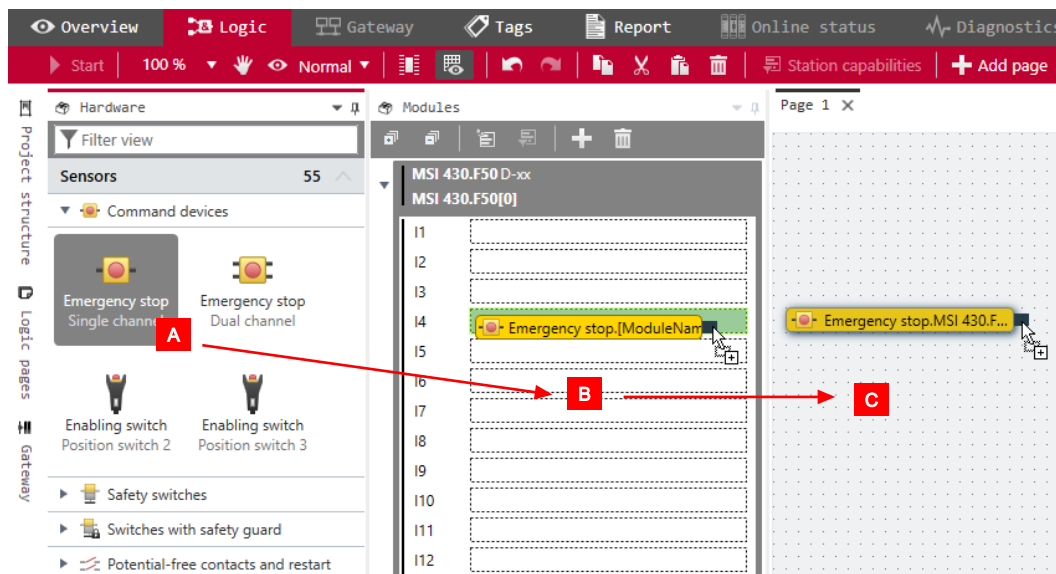 Overview Logic Gateway Tags Report Online status Diagnostics
Start 100 % Normal Station capabilities Add page
Project structure
Logic pages
Gateway
Hardware
Filter view
Sensors 55
Command devices
Emergency stop
Single channel
Emergency stop
Dual channel
A
Enabling switch
Position switch 2
Enabling switch
Position switch 3
Safety switches
Switches with safety guard
Potential-free contacts and restart
Modules
MSI 430.F50 D-xx
MSI 430.F50[0]
I1
I2
I3
I4 Emergency stop.[ModuleNam
I5
I6
B
I7
I8
I9
I10
I11
I12
Page 1
Emergency stop.MSI 430.F...
C